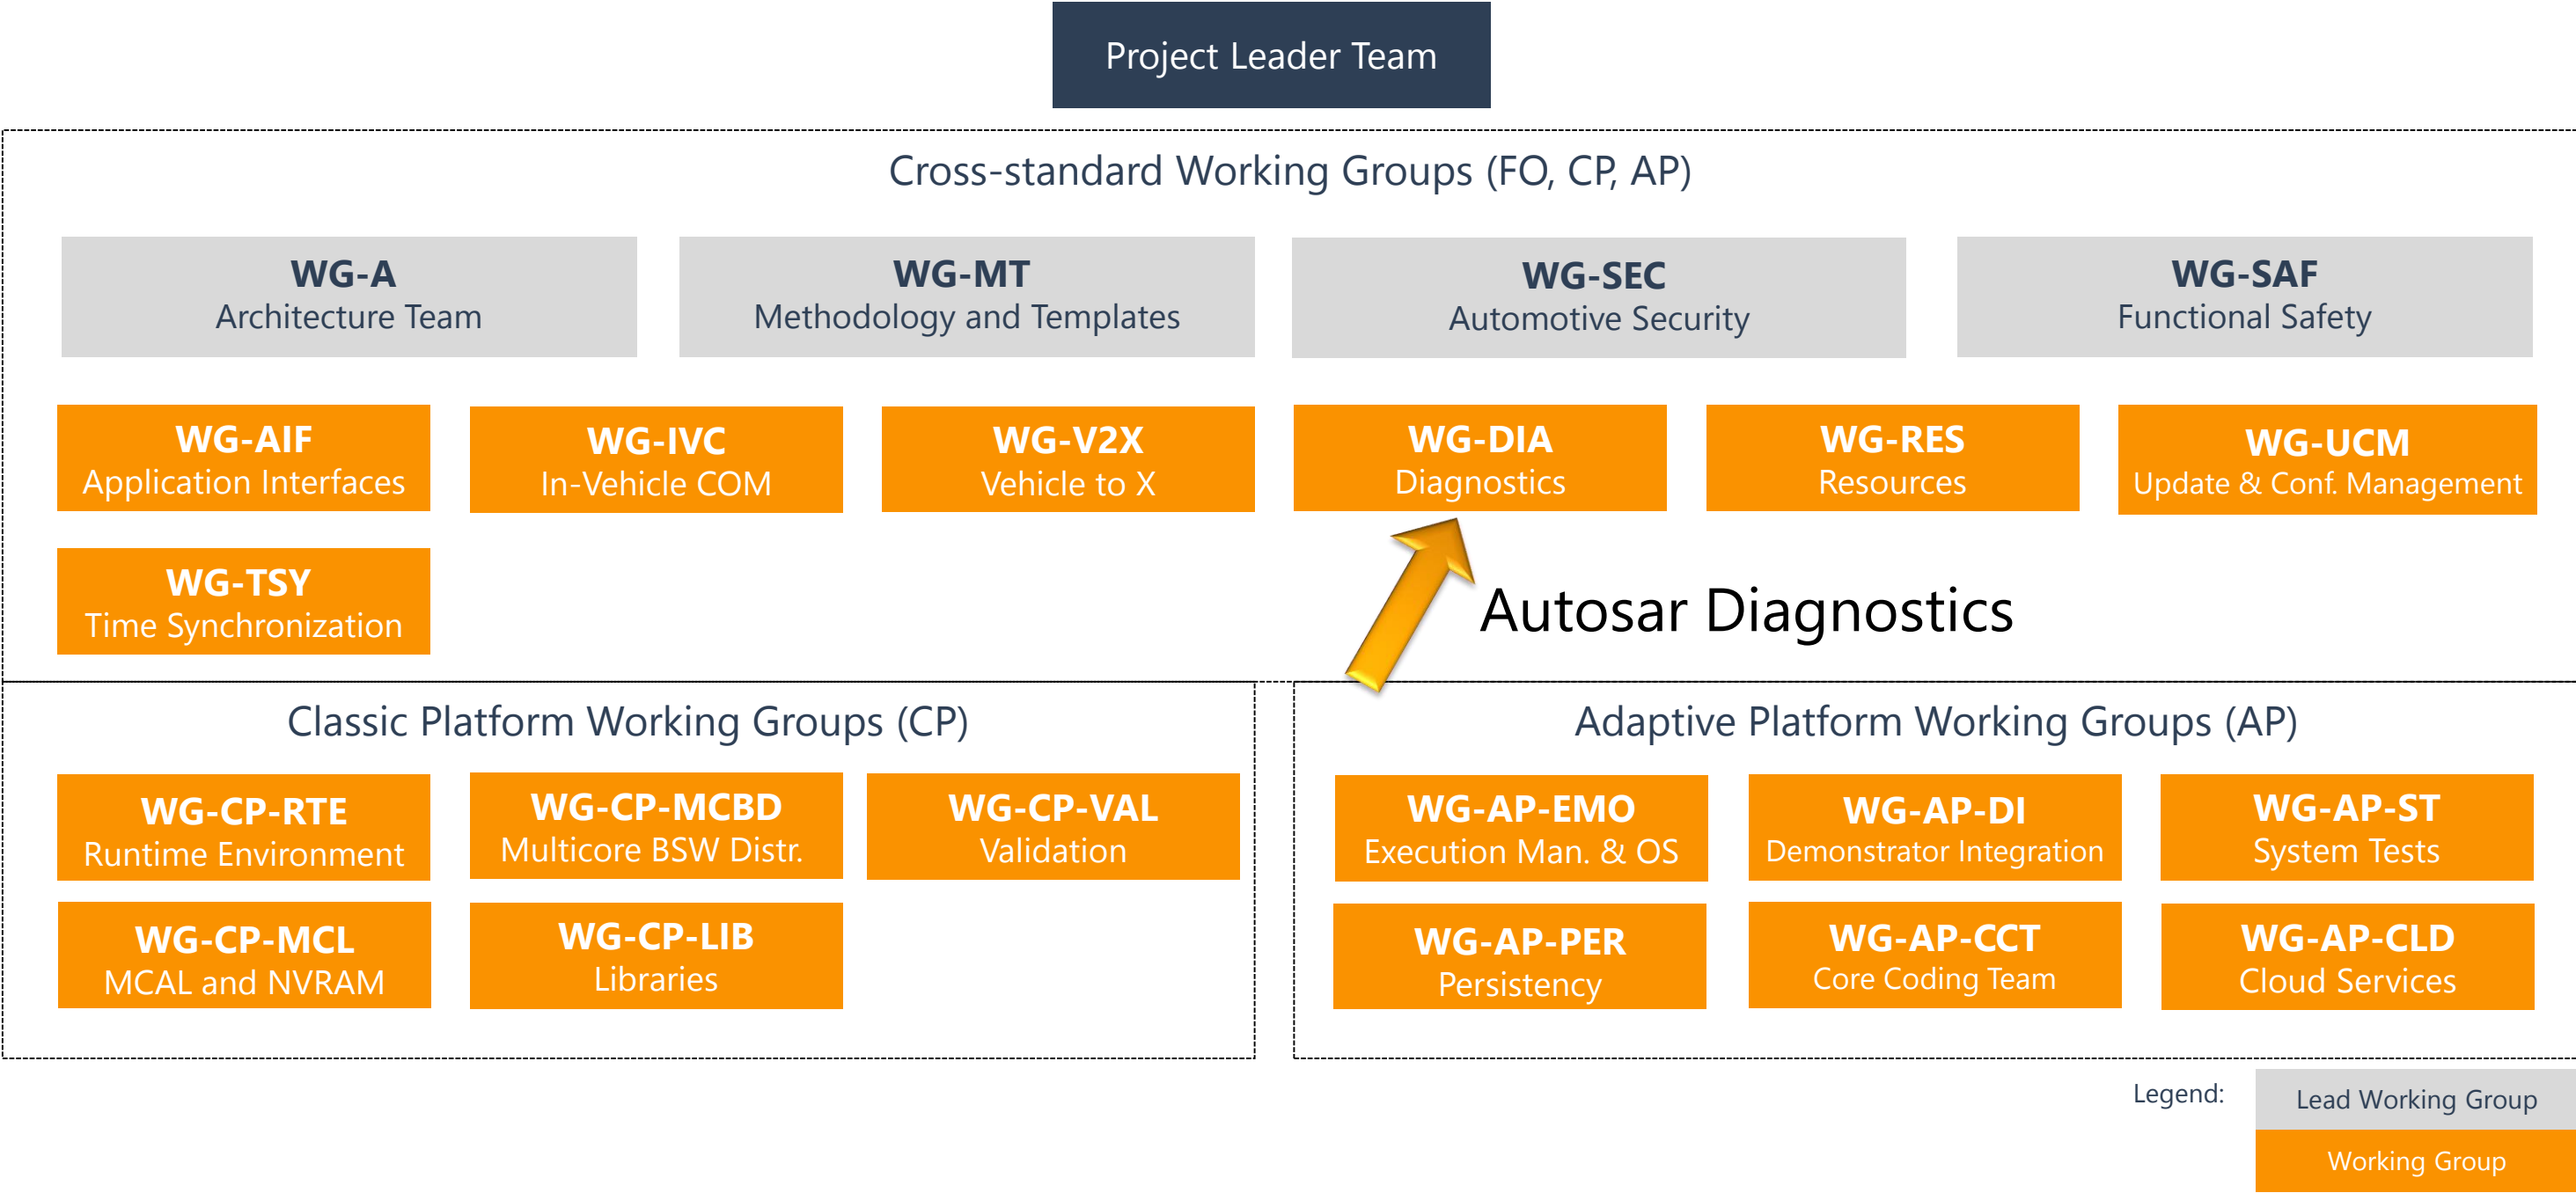 Project Leader Team
Cross-standard Working Groups (FO, CP, AP)
WG-A
Architecture Team
WG-MT
Methodology and Templates
WG-SEC
Automotive Security
WG-SAF
Functional Safety
WG-AIF
Application Interfaces
WG-IVC
In-Vehicle COM
WG-V2X
Vehicle to X
WG-DIA
Diagnostics
WG-RES
Resources
WG-UCM
Update & Conf. Management
WG-TSY
Time Synchronization
Autosar Diagnostics
Classic Platform Working Groups (CP)
WG-CP-RTE
Runtime Environment
WG-CP-MCBD
Multicore BSW Distr.
WG-CP-VAL
Validation
WG-CP-MCL
MCAL and NVRAM
WG-CP-LIB
Libraries
Adaptive Platform Working Groups (AP)
WG-AP-EMO
Execution Man. & OS
WG-AP-DI
Demonstrator Integration
WG-AP-ST
System Tests
WG-AP-PER
Persistency
WG-AP-CCT
Core Coding Team
WG-AP-CLD
Cloud Services
Legend:
Lead Working Group
Working Group